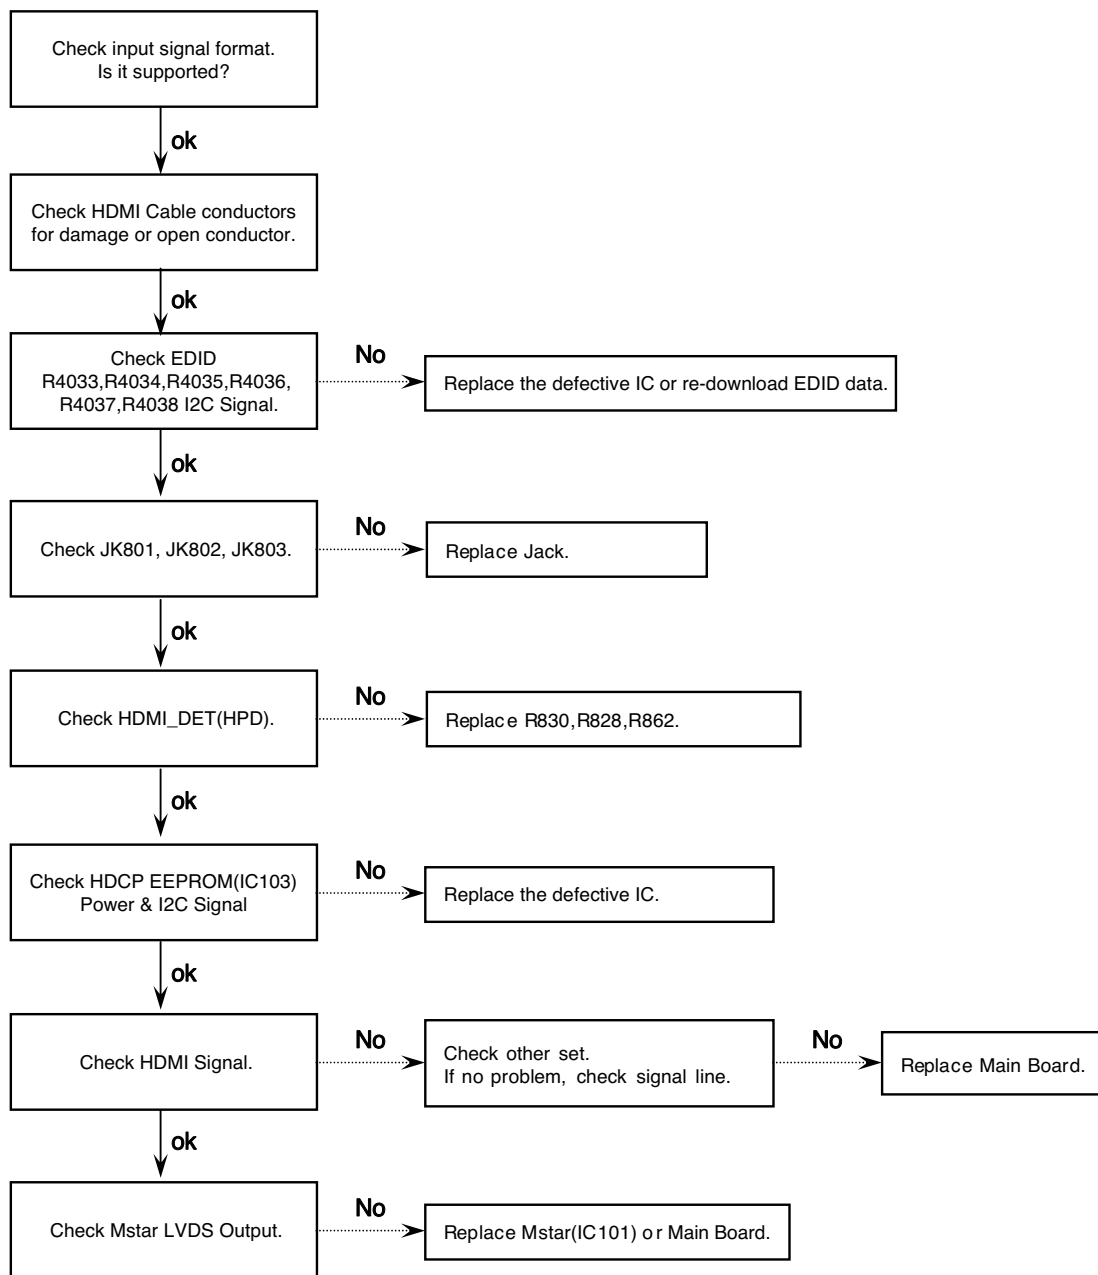 Check input signal format.
Is it supported?
ok
Check HDMI Cable conductors
for damage or open conductor.
ok
Check EDID
R4033,R4034,R4035,R4036,
R4037,R4038 I2C Signal.
No
Replace the defective IC or re-download EDID data.
ok
Check JK801, JK802, JK803.
No
Replace Jack.
ok
Check HDMI_DET(HPD).
No
Replace R830,R828,R862.
ok
Check HDCP EEPROM(IC103)
Power & I2C Signal
No
Replace the defective IC.
ok
Check HDMI Signal.
No
Check other set.
If no problem, check signal line.
No
Replace Main Board.
ok
Check Mstar LVDS Output.
No
Replace Mstar(IC101) or Main Board.